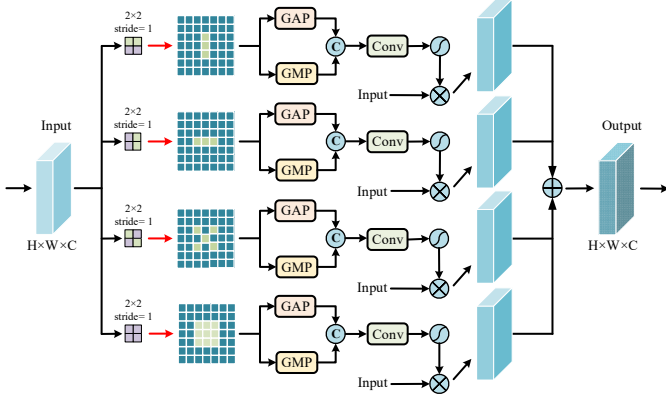 2×2
stride= 1
GAP
GMP
C
Conv
Input
2×2
stride= 1
GAP
GMP
C
Conv
Input
Input
H×W×C
Output
H×W×C
2×2
stride= 1
GAP
GMP
C
Conv
Input
2×2
stride= 1
GAP
GMP
C
Conv
Input